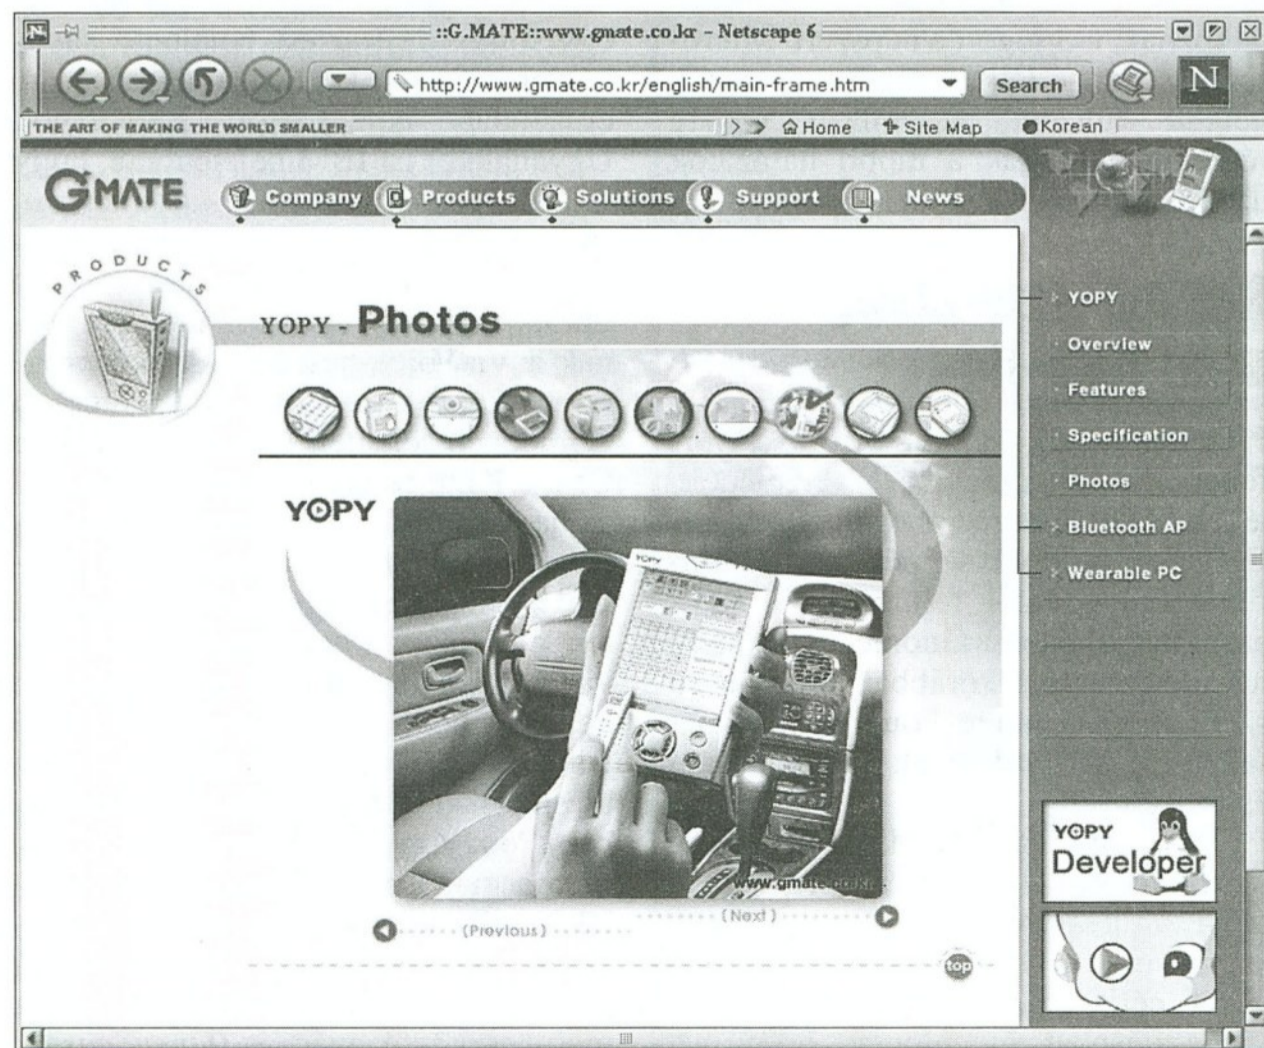 ::G.MATE::www.gmate.co.kr – Netscape 6
http://www.gmate.co.kr/english/main-frame.htm
Search
N
THE ART OF MAKING THE WORLD SMALLER
Home
Site Map
Korean
GMATE
Company
Products
Solutions
Support
News
PRODUCTS
YOPY - Photos
YOPY
YOPY
www.gmate.co.kr
(Previous)
(Next)
top
YOPY
Overview
Features
Specification
Photos
Bluetooth AP
Wearable PC
YOPY
Developer